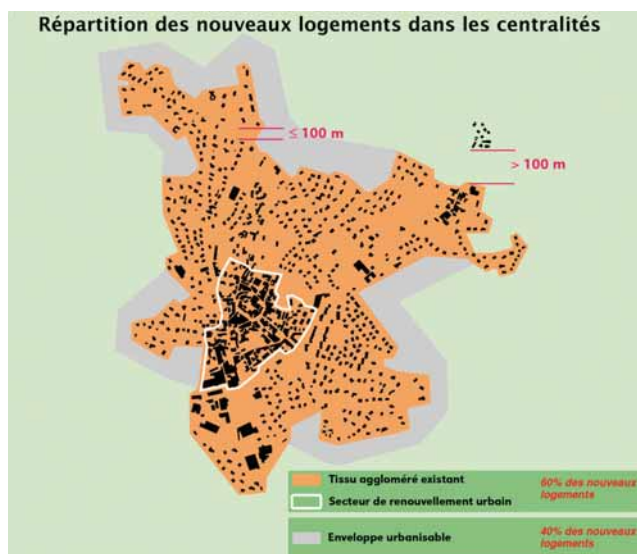 Répartition des nouveaux logements dans les centralités
≤ 100 m
> 100 m
Tissu aggloméré existant
60% des nouveaux
logements
Secteur de renouvellement urbain
Enveloppe urbanisable
40% des nouveaux
logements